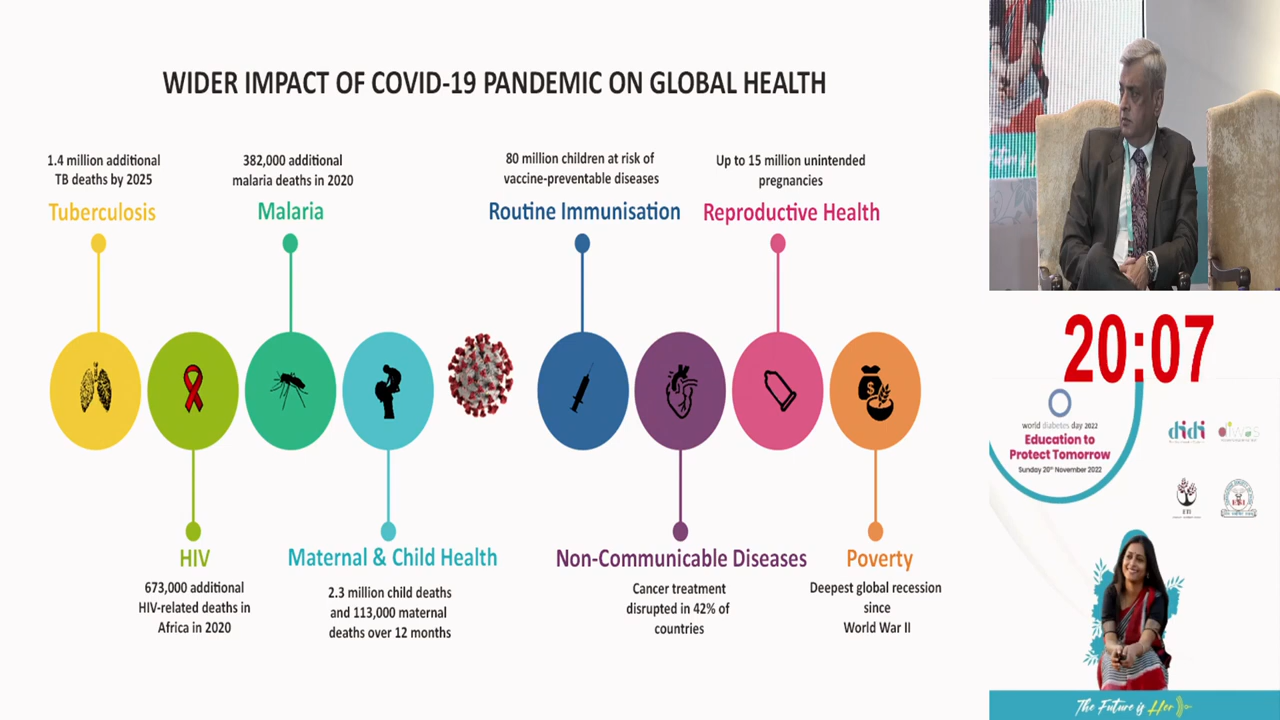 WIDER IMPACT OF COVID-19 PANDEMIC ON GLOBAL HEALTH
1.4 million additional
TB deaths by 2025
Tuberculosis
382,000 additional
malaria deaths in 2020
Malaria
80 million children at risk of
vaccine-preventable diseases
Routine Immunisation
Up to 15 million unintended
pregnancies
Reproductive Health
$
HIV
673,000 additional
HIV-related deaths in
Africa in 2020
Maternal & Child Health
2.3 million child deaths
and 113,000 maternal
deaths over 12 months
Non-Communicable Diseases
Cancer treatment
disrupted in 42% of
countries
Poverty
Deepest global recession
since
World War II
20:07
world diabetes day 2022
Education to
Protect Tomorrow
Sunday 20th November 2022
didi
The Future is Her